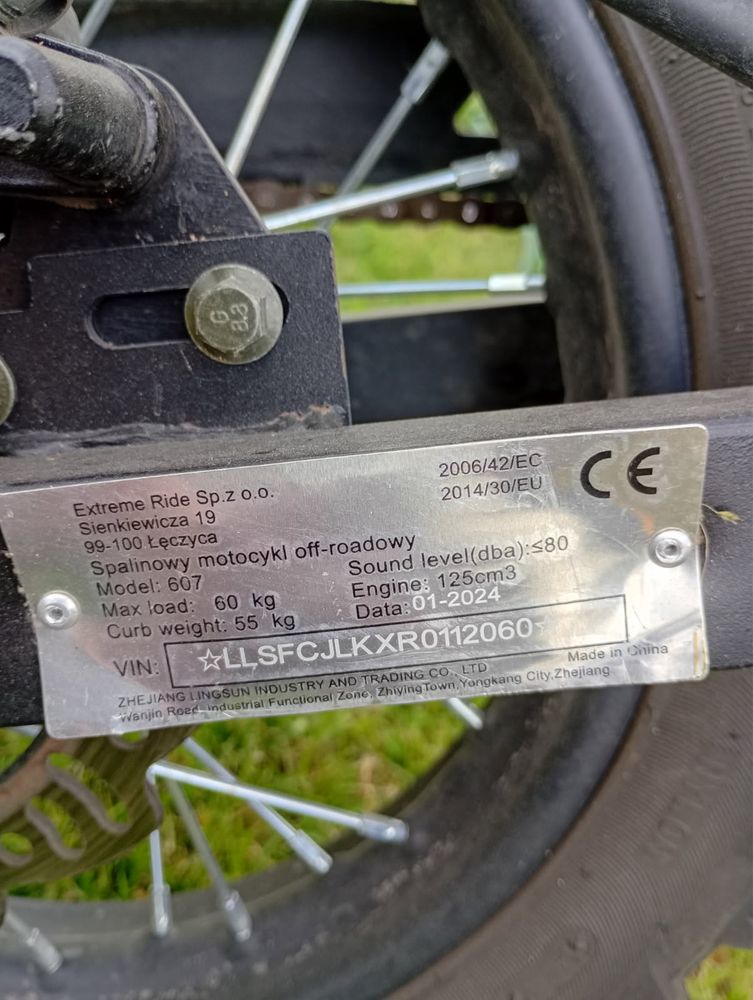 G
8.8
Extreme Ride Sp.z o.o.
Sienkiewicza 19
99-100 Łęczyca
2006/42/EC
2014/30/EU
CE
Spalinowy motocykl off-roadowy
Model: 607
Sound level(dba):≤80
Max load: 60 kg
Engine: 125cm3
Curb weight: 55 kg
Data: 01-2024
VIN: ☆LLSFCJLKXR0112060☆
Made in China
ZHEJIANG LINGSUN INDUSTRY AND TRADING CO., LTD
Wanjin Road, Industrial Functional Zone, ZhiyingTown,Yongkang City,Zhejiang